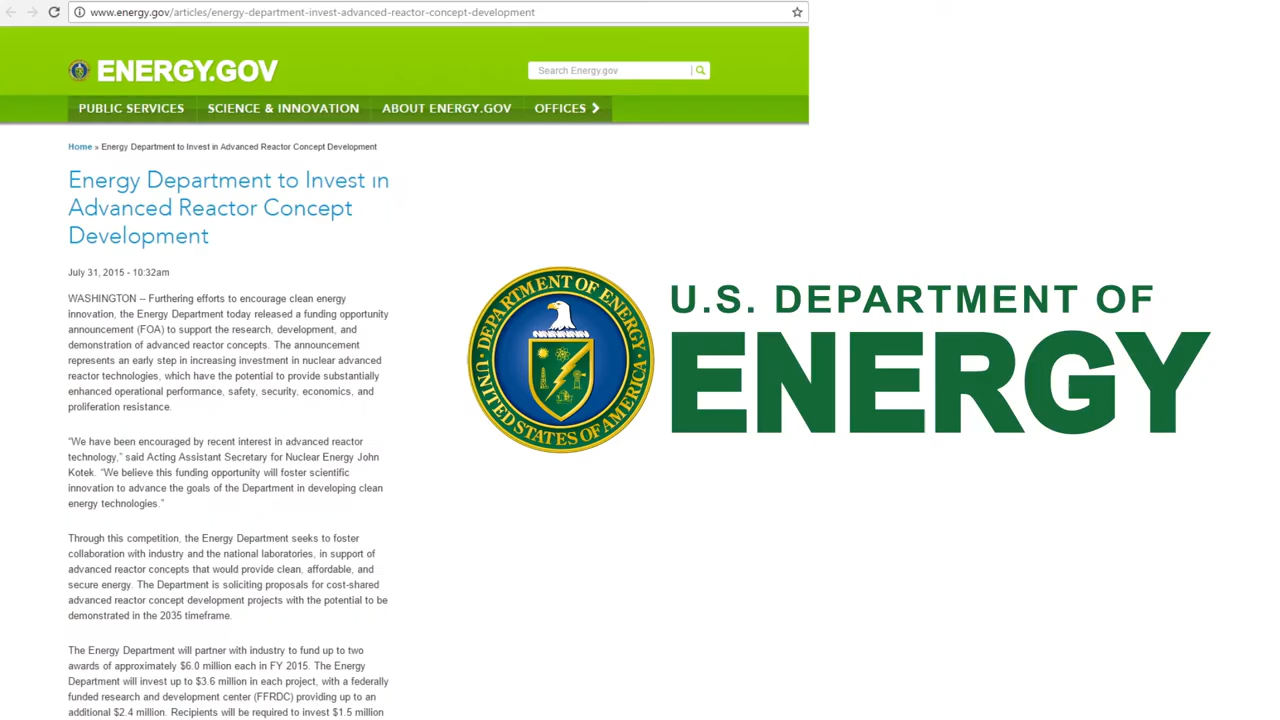 www.energy.gov/articles/energy-department-invest-advanced-reactor-concept-development
ENERGY.GOV
Search Energy.gov
PUBLIC SERVICES SCIENCE & INNOVATION ABOUT ENERGY.GOV OFFICES
Home » Energy Department to Invest in Advanced Reactor Concept Development
Energy Department to Invest in
Advanced Reactor Concept
Development
July 31, 2015 - 10:32am
WASHINGTON – Furthering efforts to encourage clean energy
innovation, the Energy Department today released a funding opportunity
announcement (FOA) to support the research, development, and
demonstration of advanced reactor concepts. The announcement
represents an early step in increasing investment in nuclear advanced
reactor technologies, which have the potential to provide substantially
enhanced operational performance, safety, security, economics, and
proliferation resistance.
“We have been encouraged by recent interest in advanced reactor
technology,” said Acting Assistant Secretary for Nuclear Energy John
Kotek. “We believe this funding opportunity will foster scientific
innovation to advance the goals of the Department in developing clean
energy technologies.”
Through this competition, the Energy Department seeks to foster
collaboration with industry and the national laboratories, in support of
advanced reactor concepts that would provide clean, affordable, and
secure energy. The Department is soliciting proposals for cost-shared
advanced reactor concept development projects with the potential to be
demonstrated in the 2035 timeframe.
The Energy Department will partner with industry to fund up to two
awards of approximately $6.0 million each in FY 2015. The Energy
Department will invest up to $3.6 million in each project, with a federally
funded research and development center (FFRDC) providing up to an
additional $2.4 million. Recipients will be required to invest $1.5 million
DEPARTMENT OF ENERGY
UNITED STATES OF AMERICA
U.S. DEPARTMENT OF
ENERGY